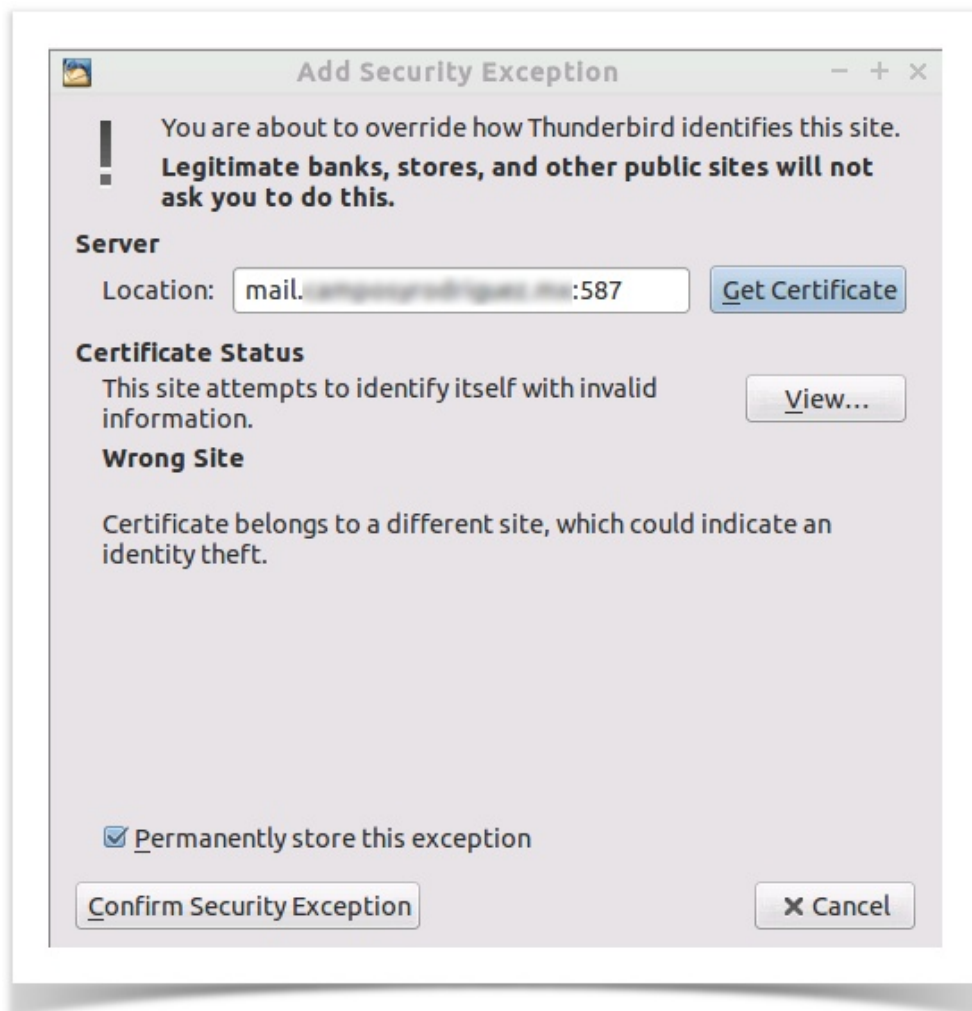 Add Security Exception
You are about to override how Thunderbird identifies this site.
Legitimate banks, stores, and other public sites will not
ask you to do this.
Server
Location: mail. :587 Get Certificate
Certificate Status
This site attempts to identify itself with invalid
information.
View...
Wrong Site
Certificate belongs to a different site, which could indicate an
identity theft.
Permanently store this exception
Confirm Security Exception
Cancel